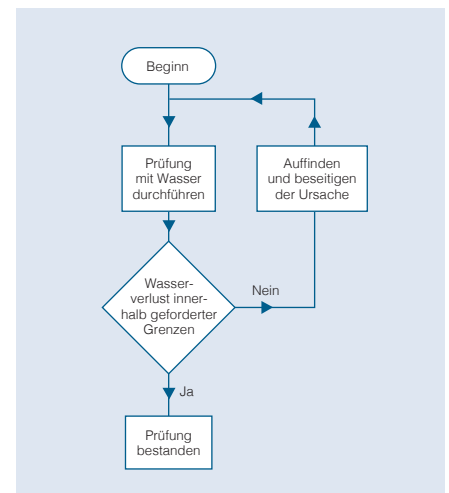 Beginn
Prüfung
mit Wasser
durchführen
Auffinden
und beseitigen
der Ursache
Wasser-
verlust inner-
halb geforderter
Grenzen
Nein
Ja
Prüfung
bestanden